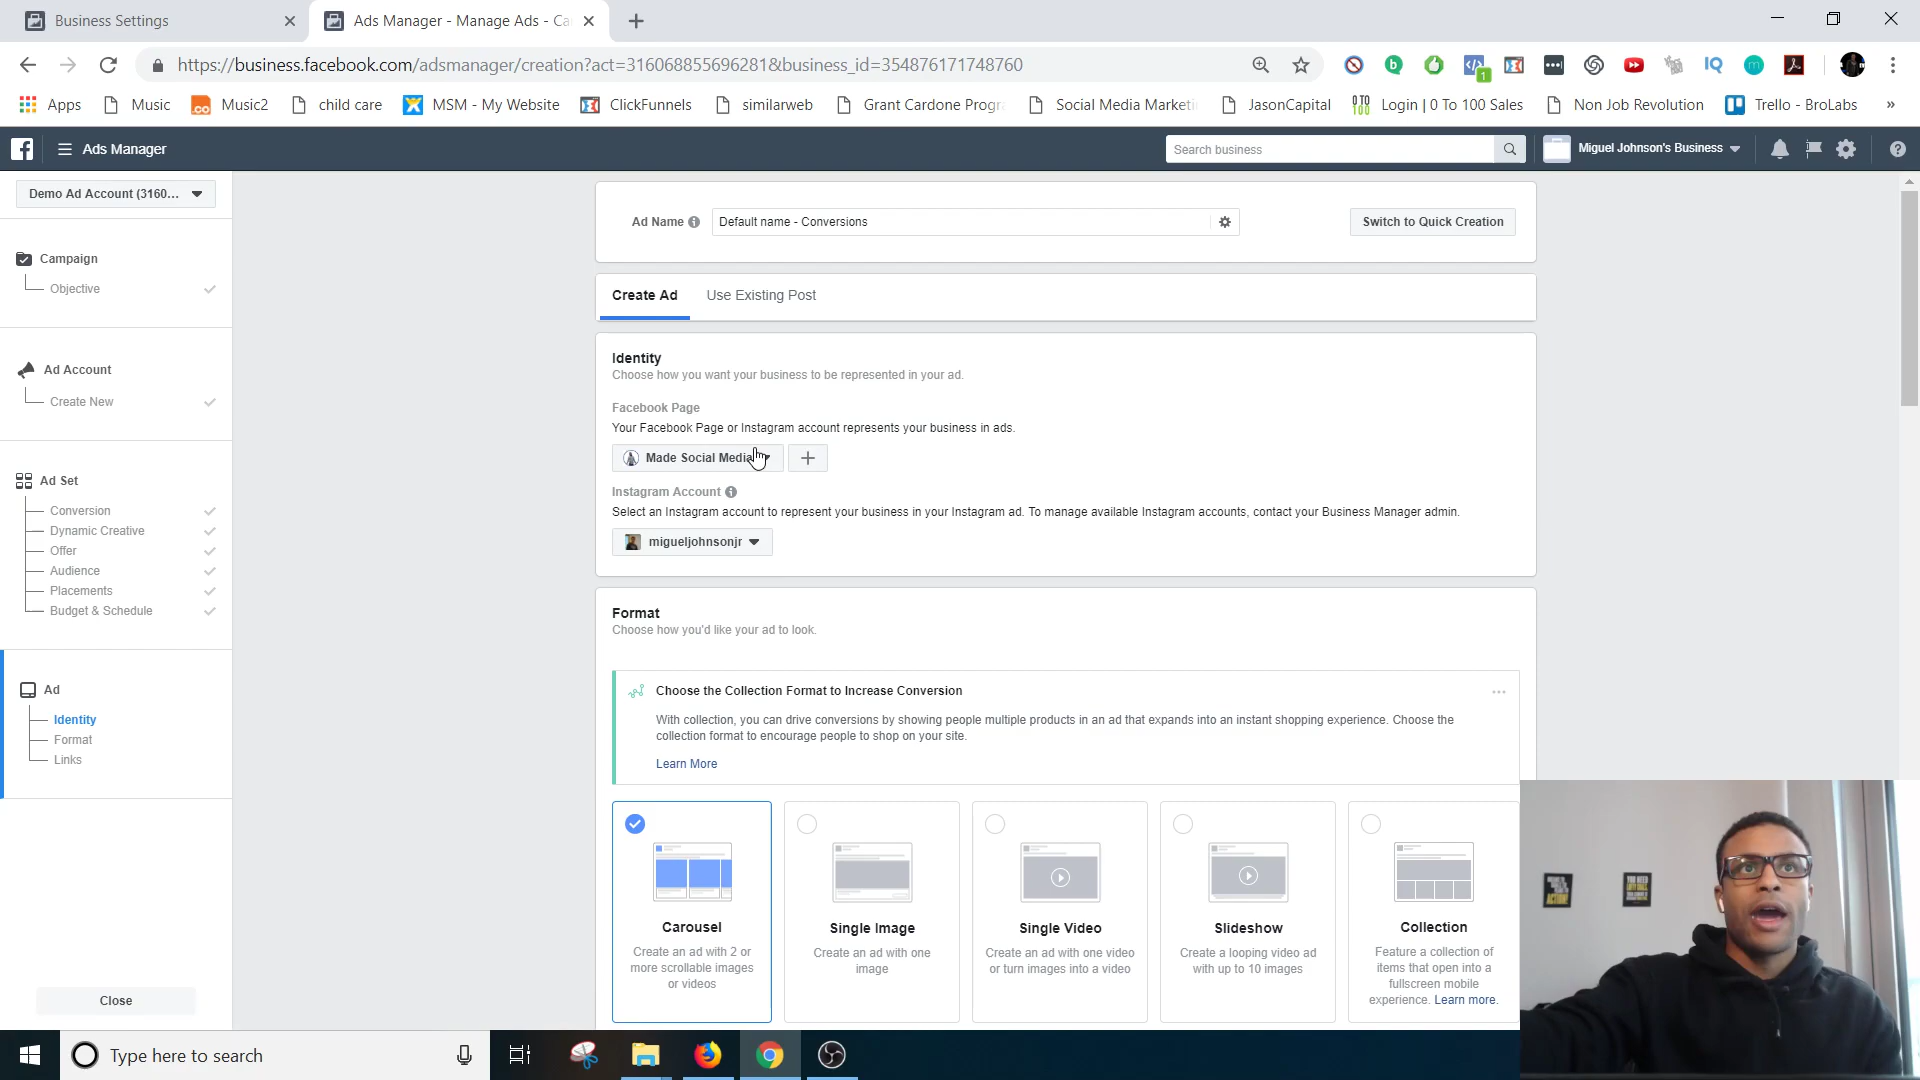 Business Settings
Ads Manager - Manage Ads - Ca
https://business.facebook.com/adsmanager/creation?act=316068855696281&business_id=354876171748760
Apps
Music
Music2
child care
MSM - My Website
ClickFunnels
similarweb
Grant Cardone Progra
Social Media Marketi
JasonCapital
Login | 0 To 100 Sales
Non Job Revolution
Trello - BroLabs
»
Ads Manager
Search business
Miguel Johnson's Business
Demo Ad Account (3160...
Campaign
Objective
Ad Account
Create New
Ad Set
Conversion
Dynamic Creative
Offer
Audience
Placements
Budget & Schedule
Ad
Identity
Format
Links
Close
Ad Name
Default name - Conversions
Switch to Quick Creation
Create Ad
Use Existing Post
Identity
Choose how you want your business to be represented in your ad.
Facebook Page
Your Facebook Page or Instagram account represents your business in ads.
Made Social Media
Instagram Account
Select an Instagram account to represent your business in your Instagram ad. To manage available Instagram accounts, contact your Business Manager admin.
migueljohnsonjr
Format
Choose how you'd like your ad to look.
Choose the Collection Format to Increase Conversion
With collection, you can drive conversions by showing people multiple products in an ad that expands into an instant shopping experience. Choose the
collection format to encourage people to shop on your site.
Learn More
Carousel
Create an ad with 2 or
more scrollable images
or videos
Single Image
Create an ad with one
image
Single Video
Create an ad with one video
or turn images into a video
Slideshow
Create a looping video ad
with up to 10 images
Collection
Feature a collection of
items that open into a
fullscreen mobile
experience. Learn more.
Type here to search